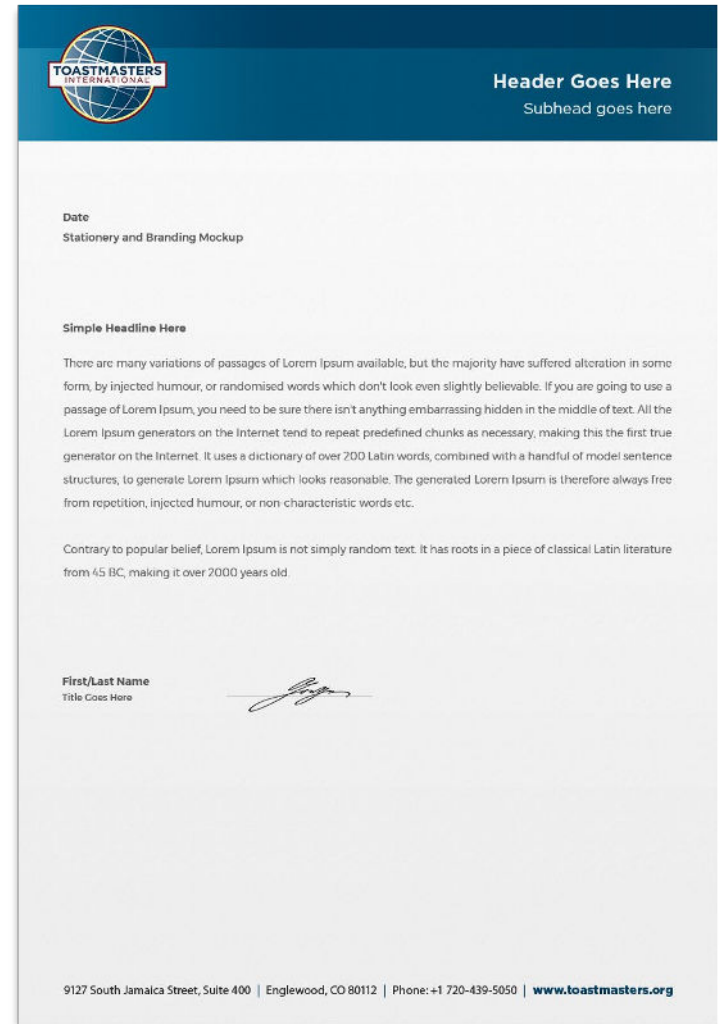 TOASTMASTERS
INTERNATIONAL
Header Goes Here
Subhead goes here
Date
Stationery and Branding Mockup
Simple Headline Here
There are many variations of passages of Lorem Ipsum available, but the majority have suffered alteration in some
form, by injected humour, or randomised words which don't look even slightly believable. If you are going to use a
passage of Lorem Ipsum, you need to be sure there isn't anything embarrassing hidden in the middle of text. All the
Lorem Ipsum generators on the Internet tend to repeat predefined chunks as necessary, making this the first true
generator on the Internet. It uses a dictionary of over 200 Latin words, combined with a handful of model sentence
structures, to generate Lorem Ipsum which looks reasonable. The generated Lorem Ipsum is therefore always free
from repetition, injected humour, or non-characteristic words etc.
Contrary to popular belief, Lorem Ipsum is not simply random text. It has roots in a piece of classical Latin literature
from 45 BC, making it over 2000 years old.
First/Last Name
Title Goes Here
9127 South Jamaica Street, Suite 400 | Englewood, CO 80112 | Phone: +1 720-439-5050 | www.toastmasters.org